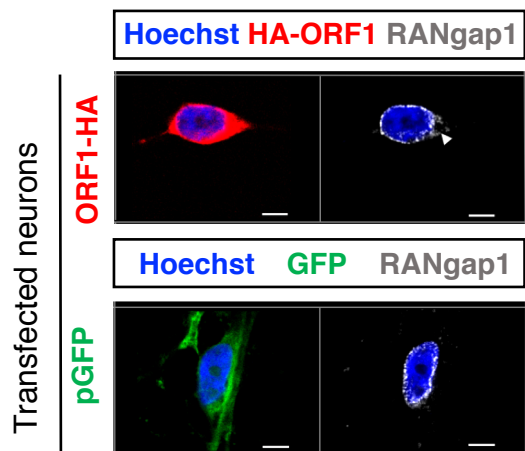 Hoechst HA-ORF1 RANgap1
Transfected neurons
ORF1-HA
Hoechst GFP RANgap1
pGFP